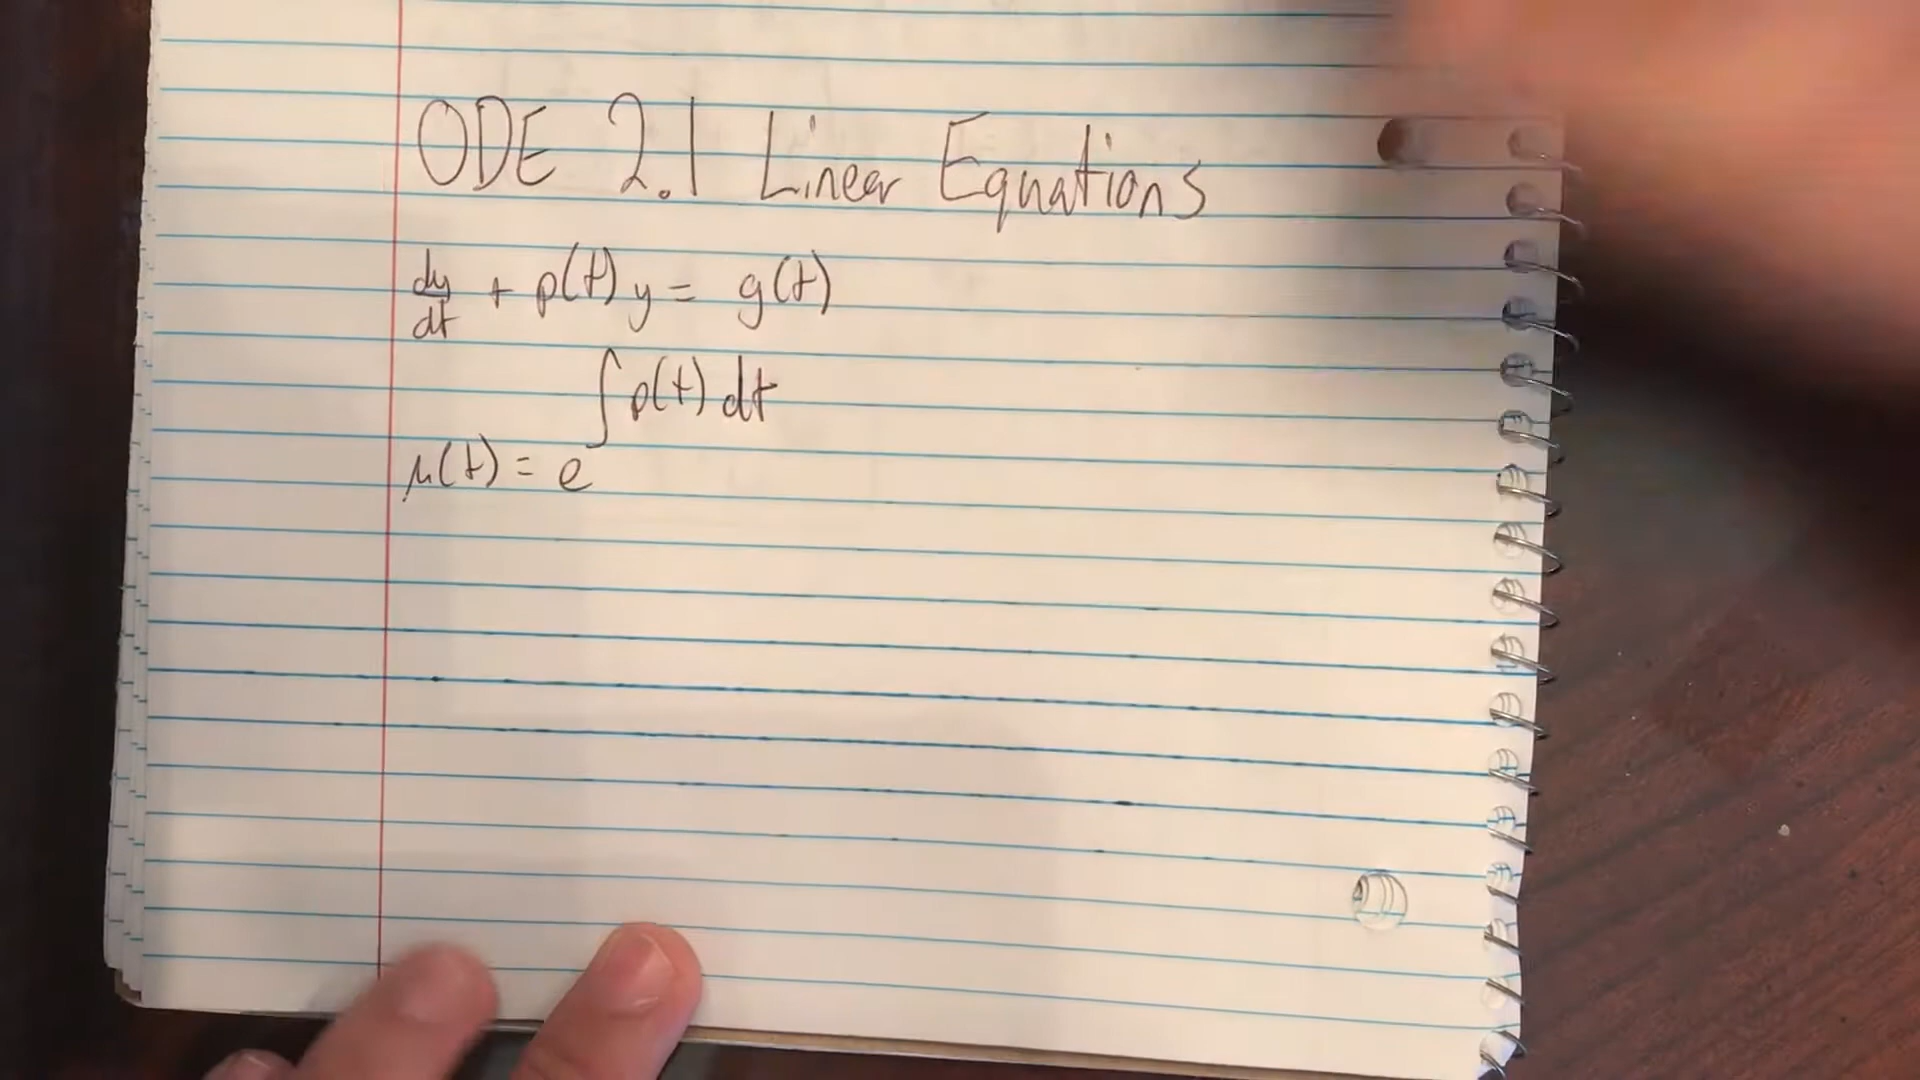 ODE 2.1 Linear Equations
dy/dt + p(t) y = g(t)
μ(t) = e^∫p(t) dt